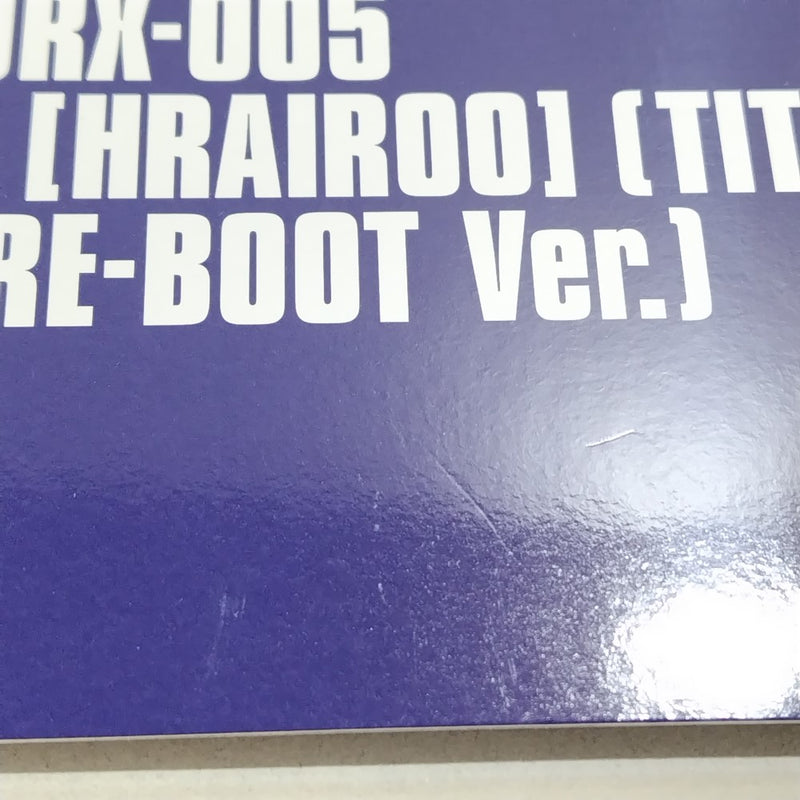 ORX-005
[HRAIROO] (TIT
RE-BOOT Ver.)